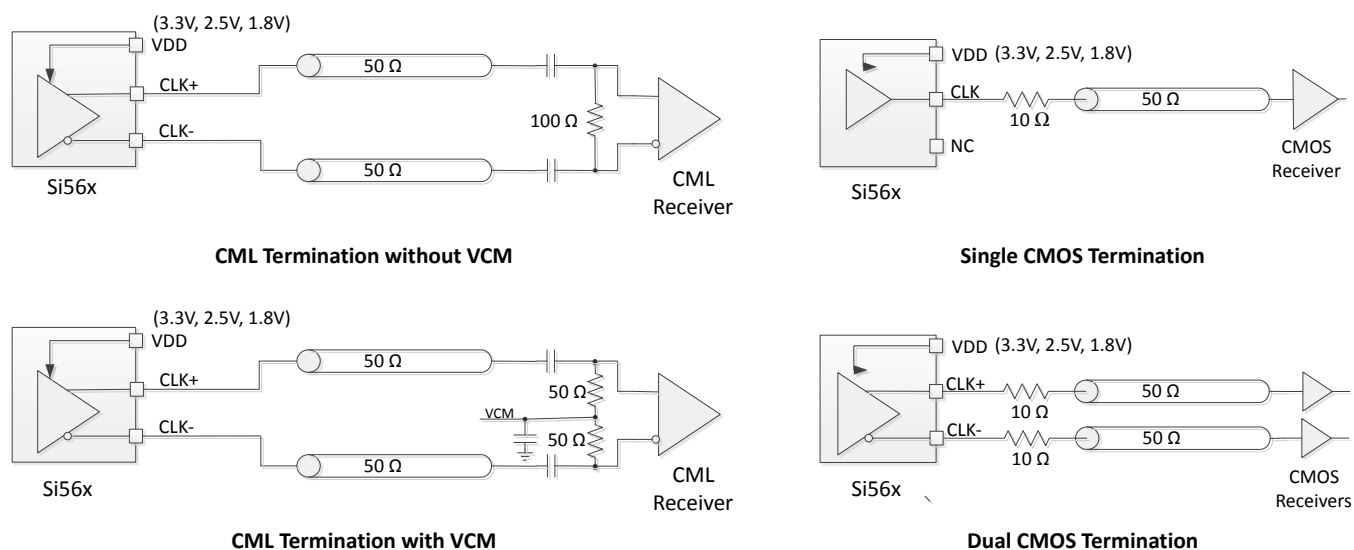 (3.3V, 2.5V, 1.8V)
VDD
CLK+
CLK-
50 Ω
50 Ω
100 Ω
Si56x
CML
Receiver
CML Termination without VCM
VDD (3.3V, 2.5V, 1.8V)
CLK
10 Ω
50 Ω
NC
CMOS
Receiver
Si56x
Single CMOS Termination
(3.3V, 2.5V, 1.8V)
VDD
CLK+
CLK-
50 Ω
50 Ω
VCM
50 Ω
50 Ω
Si56x
CML
Receiver
CML Termination with VCM
VDD (3.3V, 2.5V, 1.8V)
CLK+
10 Ω
50 Ω
CLK-
10 Ω
50 Ω
Si56x
CMOS
Receivers
Dual CMOS Termination